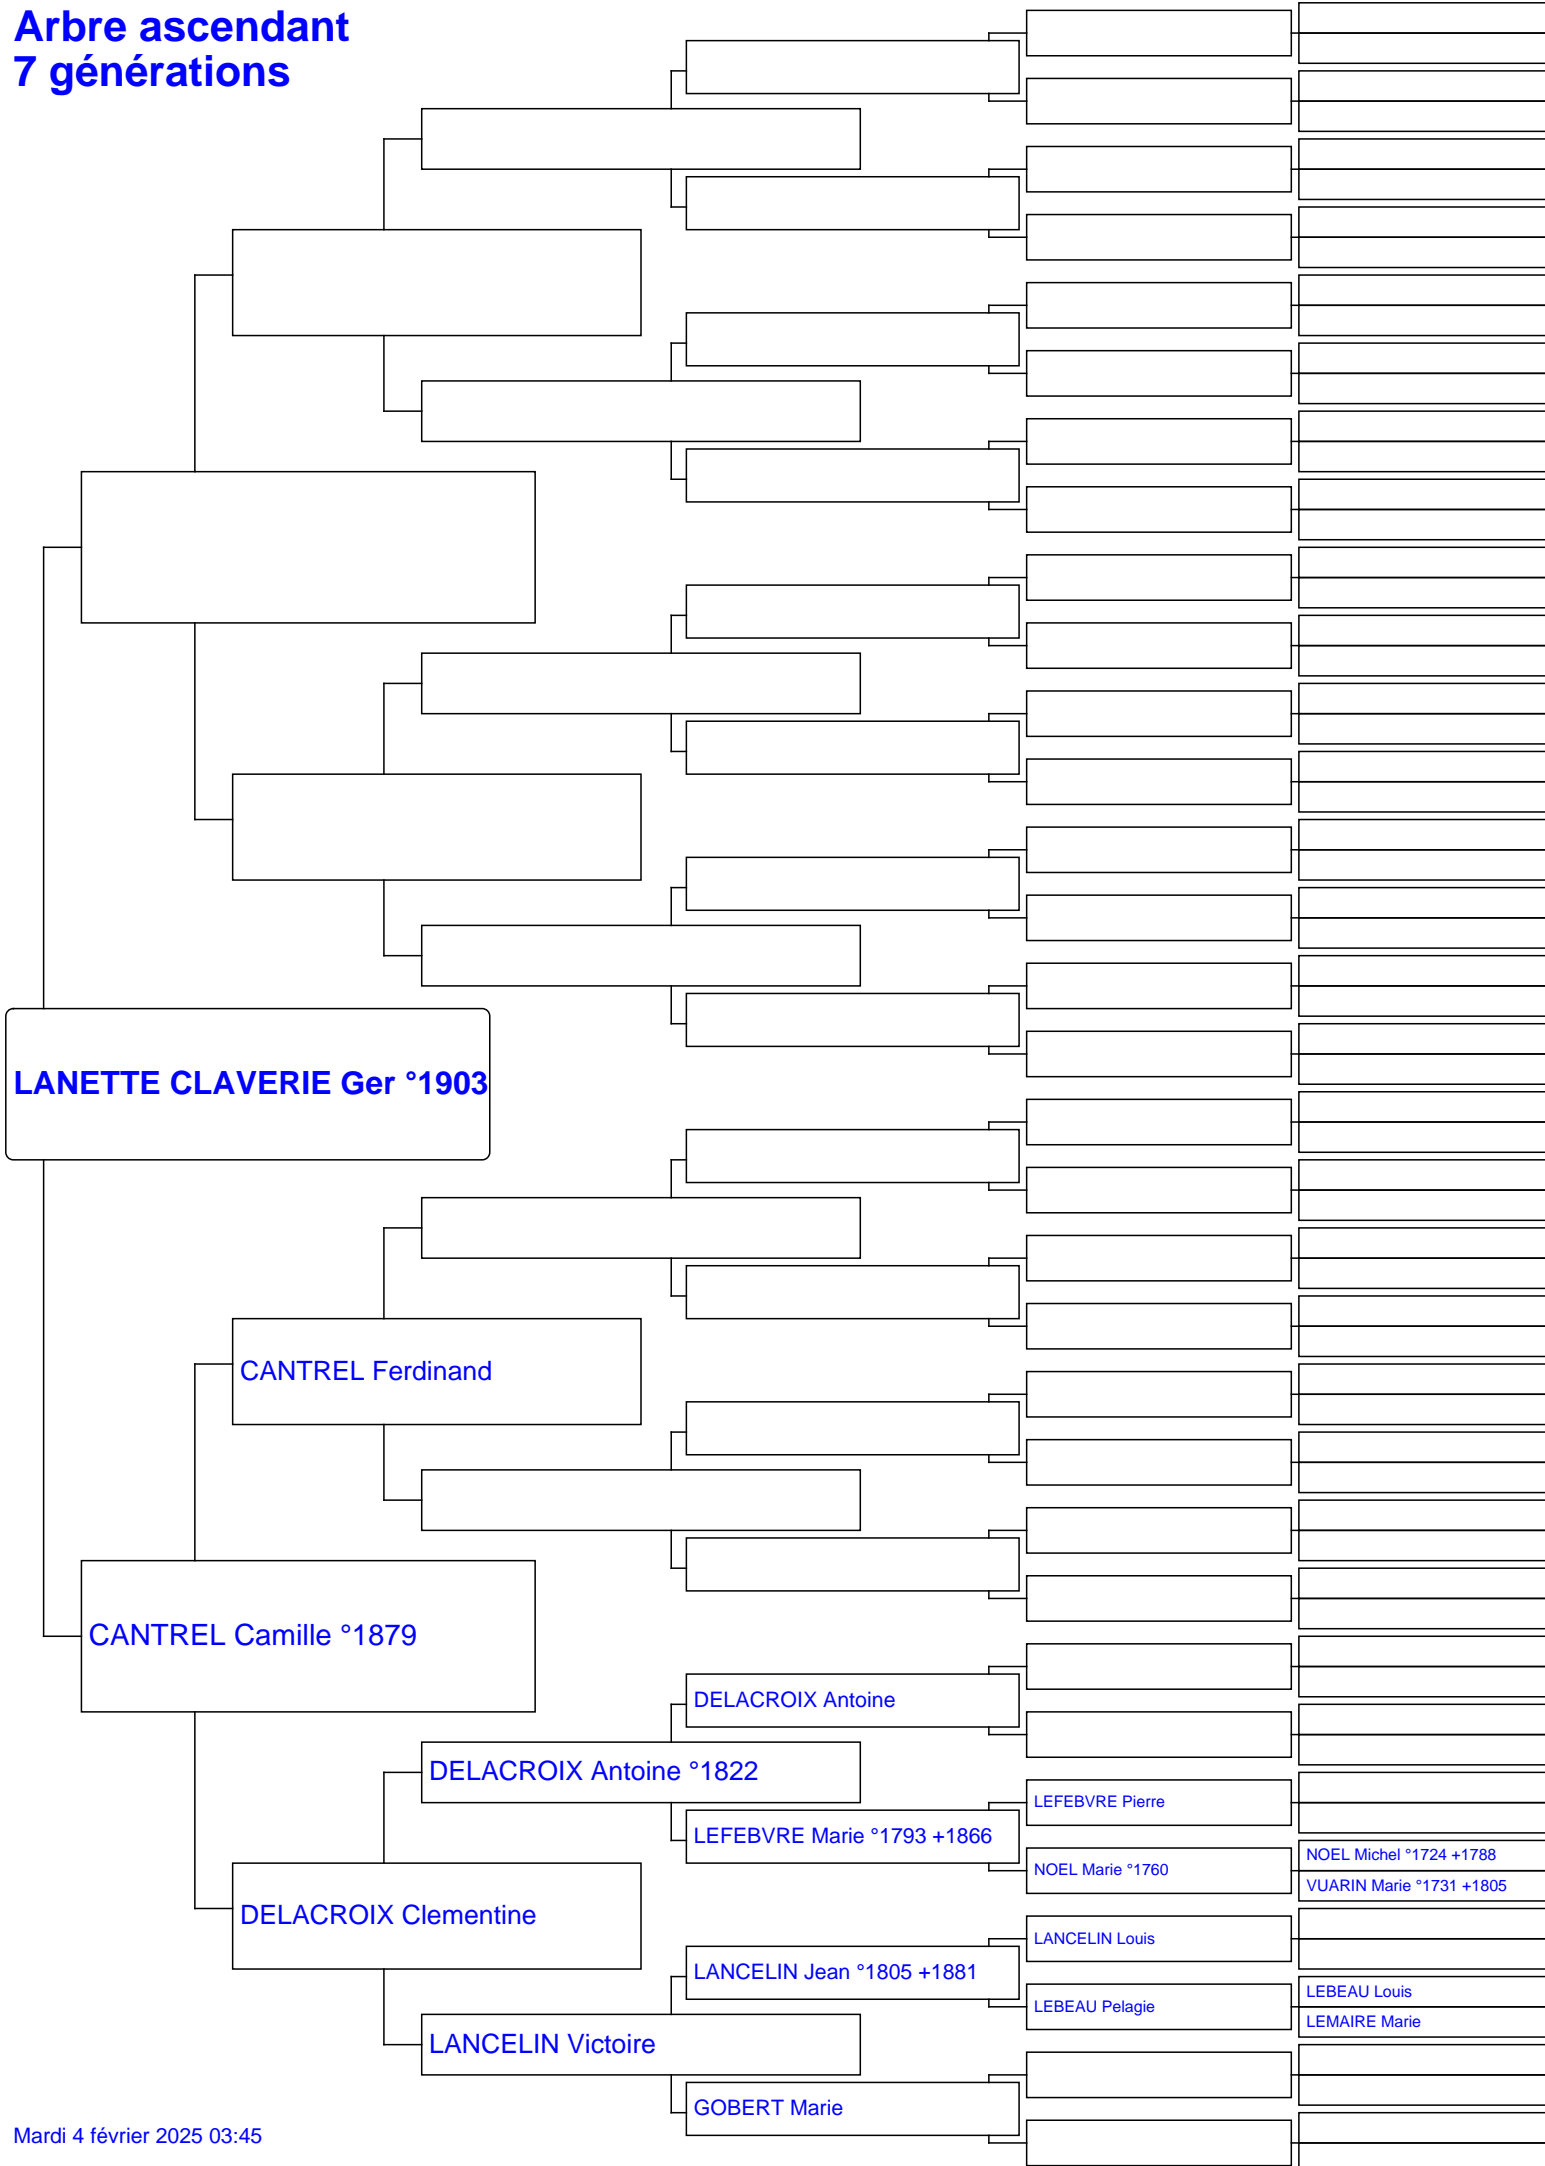 Arbre ascendant
7 générations
LANETTE CLAVERIE Ger °1903
CANTREL Ferdinand
CANTREL Camille °1879
DELACROIX Antoine
DELACROIX Antoine °1822
LEFEBVRE Pierre
LEFEBVRE Marie °1793 +1866
NOEL Michel °1724 +1788
NOEL Marie °1760
VUARIN Marie °1731 +1805
DELACROIX Clementine
LANCELIN Louis
LANCELIN Jean °1805 +1881
LEBEAU Louis
LEBEAU Pelagie
LEMAIRE Marie
LANCELIN Victoire
GOBERT Marie
Mardi 4 février 2025 03:45